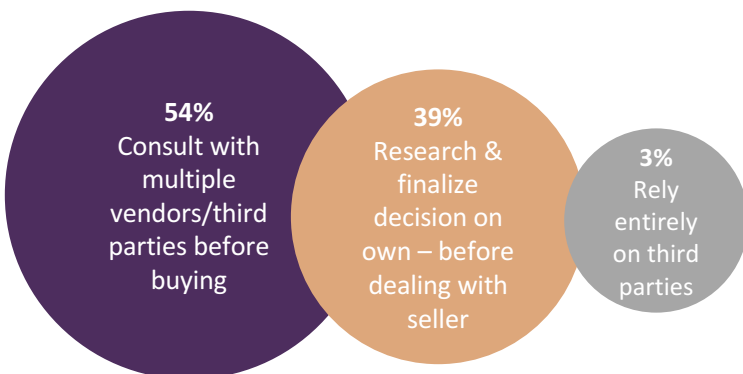 54%
Consult with
multiple
vendors/third
parties before
buying
39%
Research &
finalize
decision on
own – before
dealing with
seller
3%
Rely
entirely
on third
parties